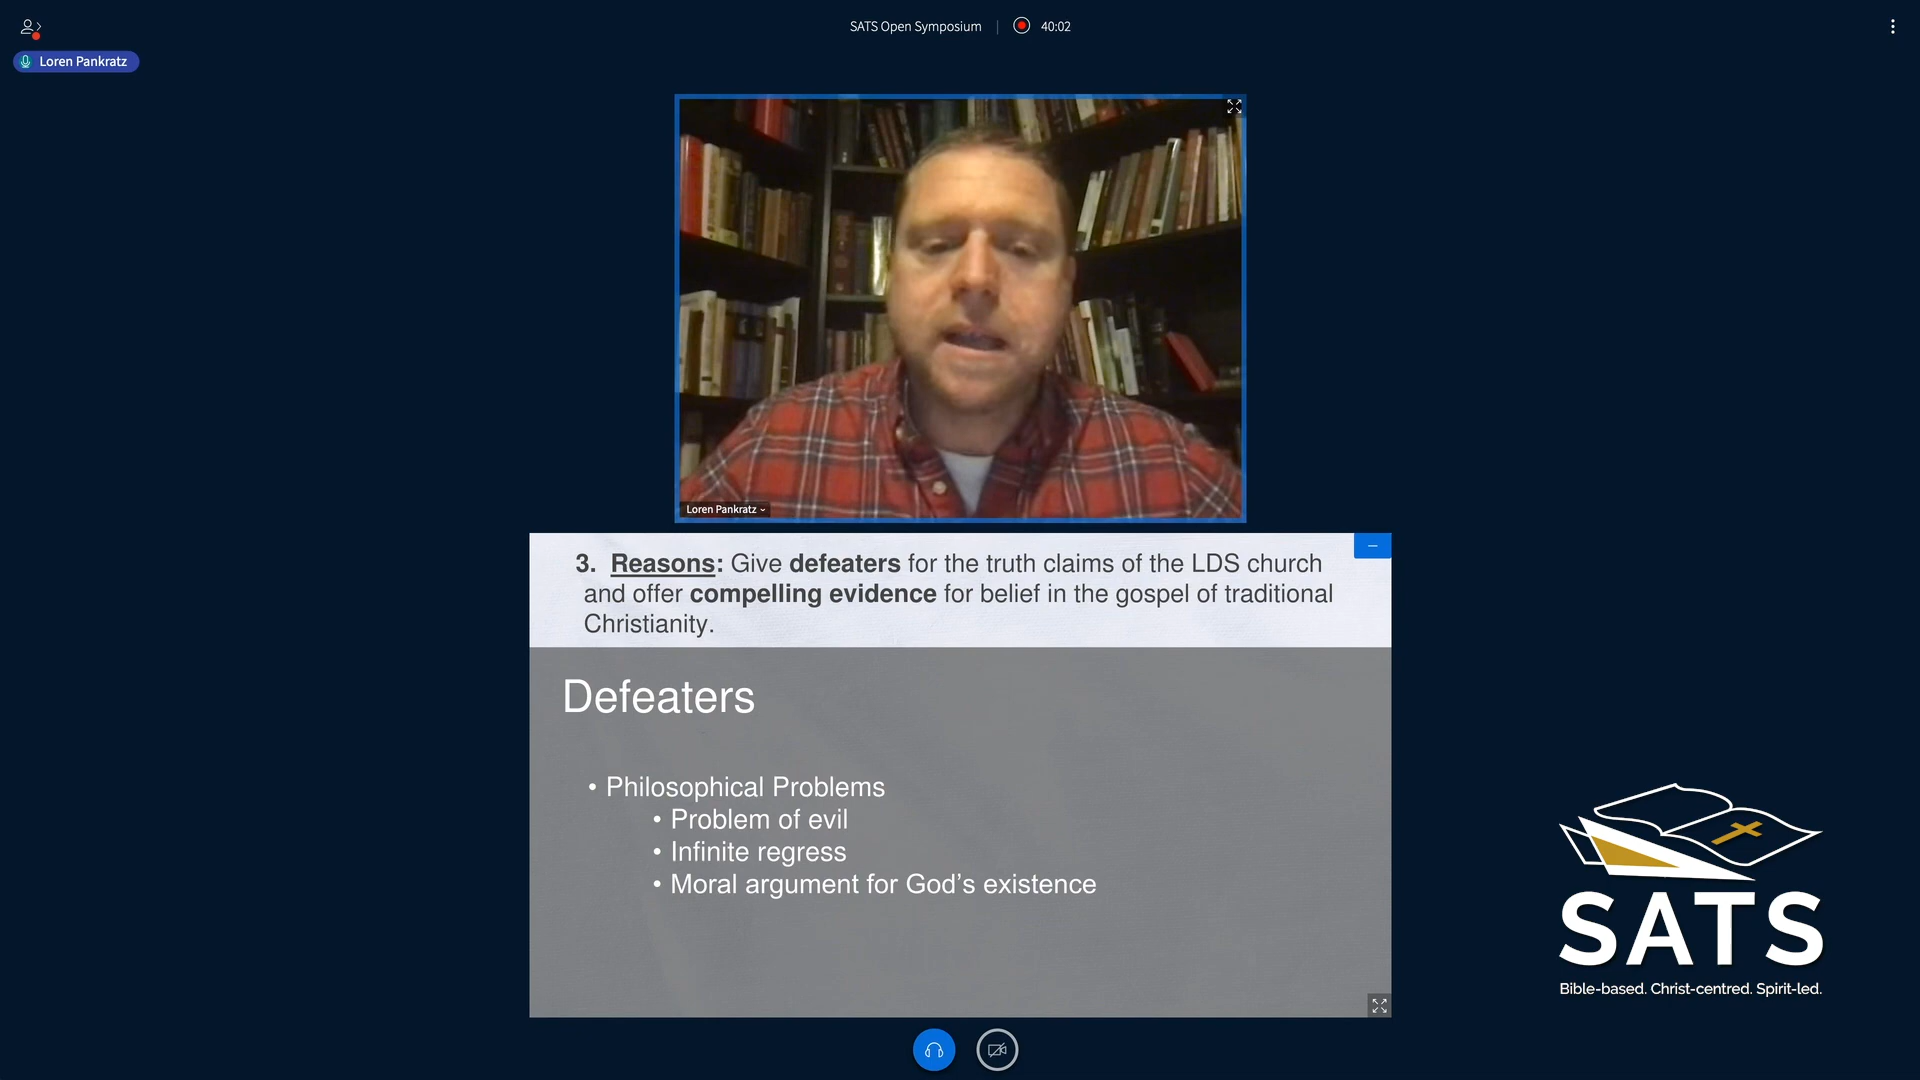 SATS Open Symposium
40:02
Loren Pankratz
Loren Pankratz
3. Reasons: Give defeaters for the truth claims of the LDS church
and offer compelling evidence for belief in the gospel of traditional
Christianity.
Defeaters
• Philosophical Problems
• Problem of evil
• Infinite regress
• Moral argument for God's existence
SATS
Bible-based. Christ-centred. Spirit-led.